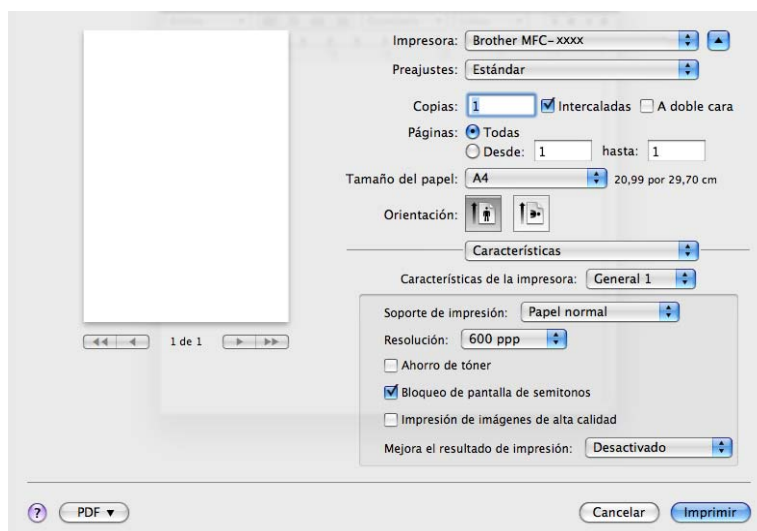 Impresora: Brother MFC-xxxx
Preajustes: Estándar
Copias: 1 Intercaladas A doble cara
Páginas: Todas
Desde: 1 hasta: 1
Tamaño del papel: A4 20,99 por 29,70 cm
Orientación:
Características
Características de la impresora: General 1
Soporte de impresión: Papel normal
1 de 1
Resolución: 600 ppp
Ahorro de tóner
Bloqueo de pantalla de semitonos
Impresión de imágenes de alta calidad
Mejora el resultado de impresión: Desactivado
? PDF Cancelar Imprimir